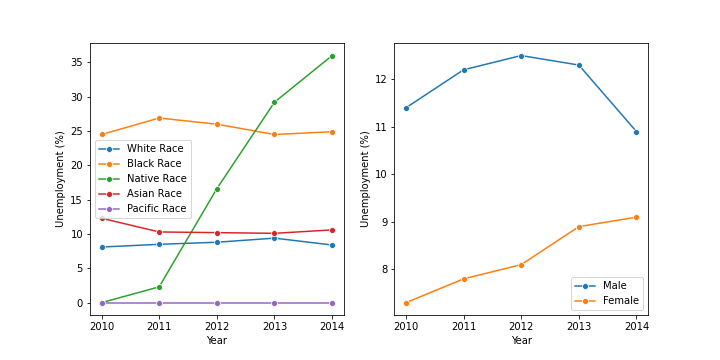 35
30
25
20
15
10
5
0
Unemployment (%)
White Race
Black Race
Native Race
Asian Race
Pacific Race
2010 2011 2012 2013 2014
Year
12
11
10
9
8
Unemployment (%)
Male
Female
2010 2011 2012 2013 2014
Year